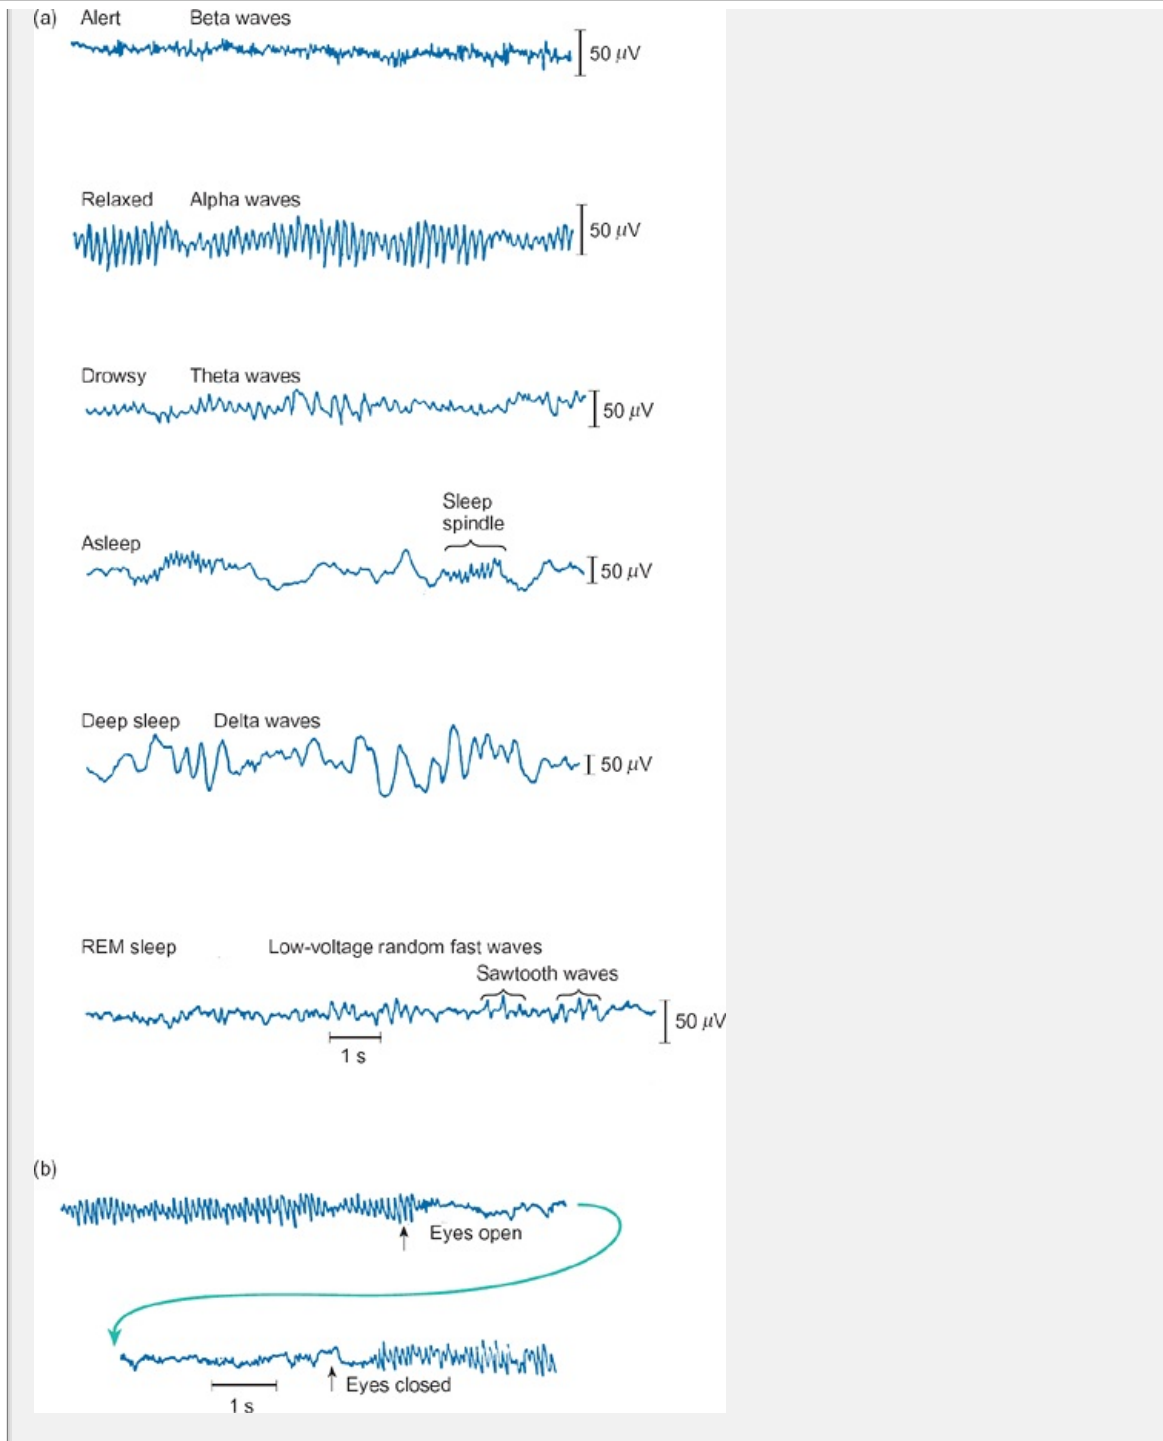 (a) Alert Beta waves
50 μV
Relaxed Alpha waves
50 μV
Drowsy Theta waves
50 μV
Sleep
spindle
Asleep
50 μV
Deep sleep Delta waves
50 μV
REM sleep Low-voltage random fast waves
Sawtooth waves
50 μV
1 s
(b)
Eyes open
Eyes closed
1 s